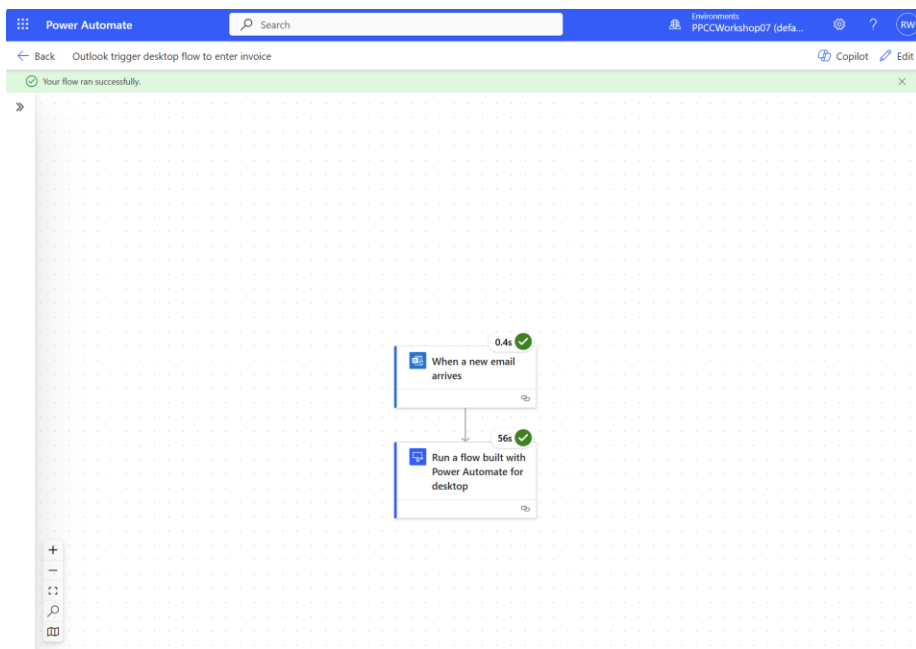 Power Automate
Search
Environments
PPCCWorkshop07 (defa...
?
RW
Back
Outlook trigger desktop flow to enter invoice
Copilot
Edit
Your flow ran successfully.
0.4s
When a new email
arrives
56s
Run a flow built with
Power Automate for
desktop